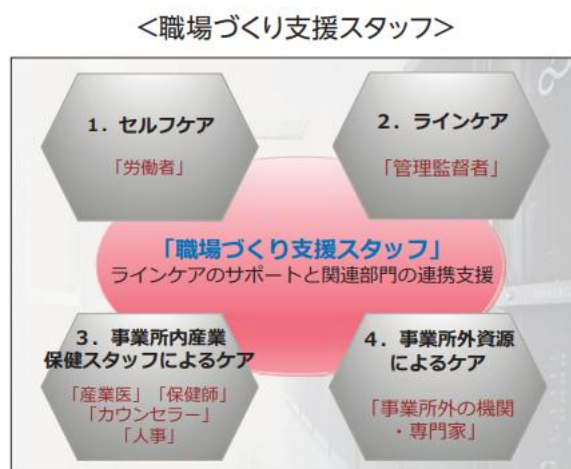 <職場づくり支援スタッフ>
1．セルフケア
「労働者」
2．ラインケア
「管理監督者」
「職場づくり支援スタッフ」
ラインケアのサポートと関連部門の連携支援
3．事業所内産業
保健スタッフによるケア
「産業医」「保健師」
「カウンセラー」
「人事」
4．事業所外資源
によるケア
「事業所外の機関
・専門家」